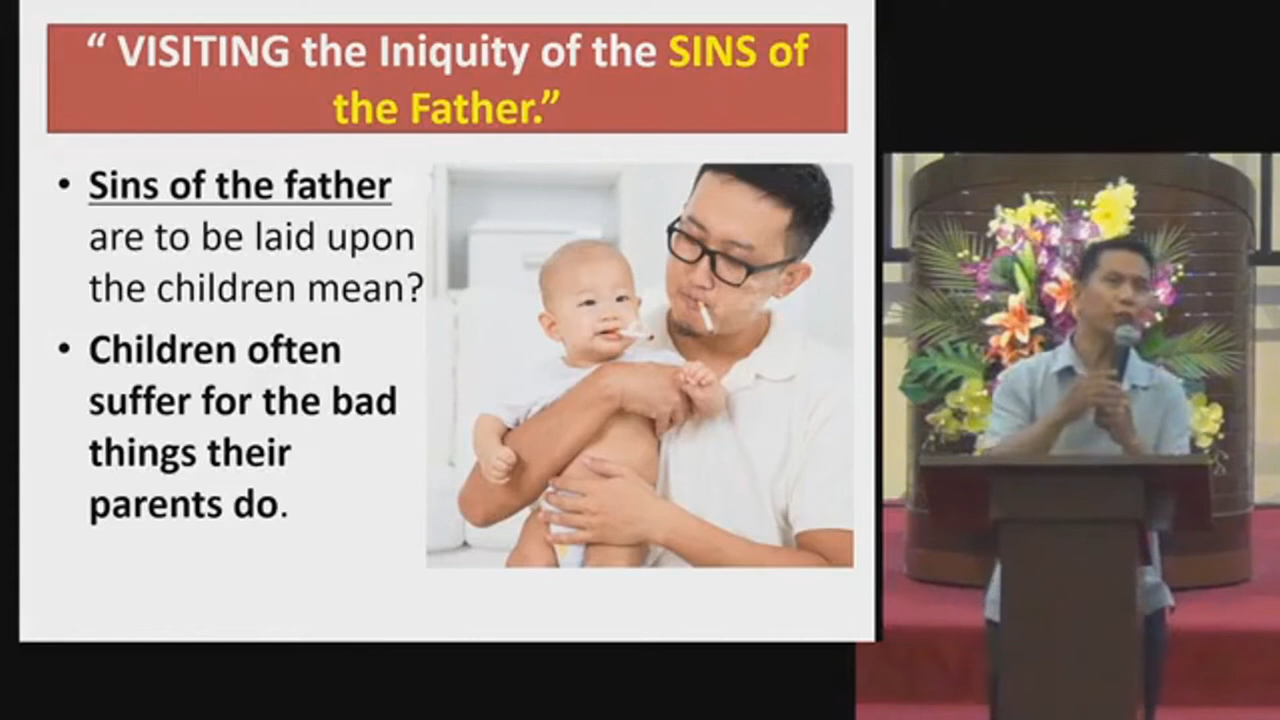 “ VISITING the Iniquity of the SINS of
the Father.”
• Sins of the father
are to be laid upon
the children mean?
• Children often
suffer for the bad
things their
parents do.